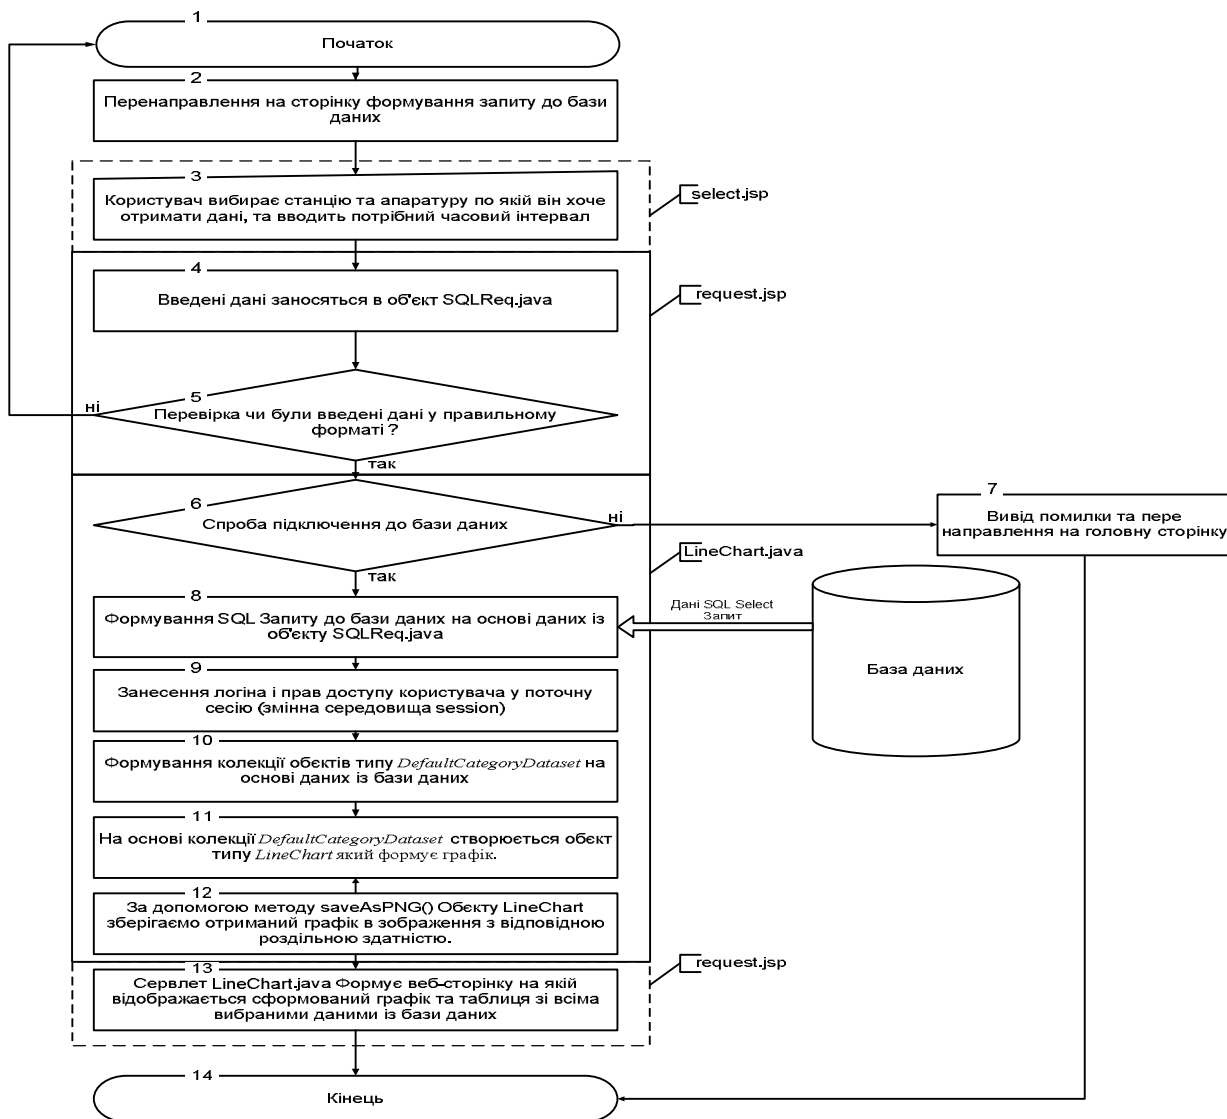 1
Початок
2
Перенаправлення на сторінку формування запиту до бази
даних
3
Користувач вибирає станцію та апаратуру по якій він хоче
отримати дані, та вводить потрібний часовий інтервал
select.jsp
4
Введені дані заносяться в об'єкт SQLReq.java
request.jsp
5
ні
Перевірка чи були введені дані у правильному
форматі ?
так
6
Спроба підключення до бази даних
ні
7
Вивід помилки та пере
направлення на головну сторінку
LineChart.java
так
8
Формування SQL Запиту до бази даних на основі даних із
об'єкту SQLReq.java
Дані SQL Select
Запит
База даних
9
Занесення логіна і прав доступу користувача у поточну
сесію (змінна середовища session)
10
Формування колекції обєктів типу DefaultCategoryDataset на
основі даних із бази даних
11
На основі колекції DefaultCategoryDataset створюється обєкт
типу LineChart який формує графік.
12
За допомогою методу saveAsPNG() Обєкту LineChart
зберігаємо отриманий графік в зображення з відповідною
роздільною здатністю.
request.jsp
13
Сервлет LineChart.java Формує веб-сторінку на якій
відображається сформований графік та таблиця зі всіма
вибраними даними із бази даних
14
Кінець